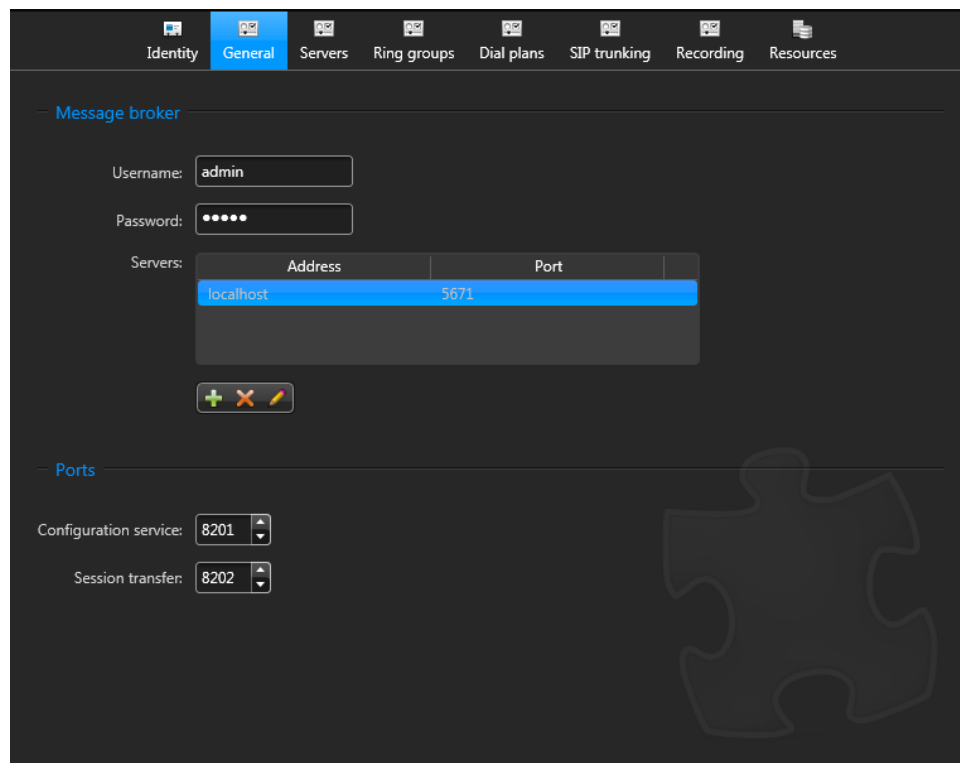 Identity General Servers Ring groups Dial plans SIP trunking Recording Resources
Message broker
Username: admin
Password: •••••
Servers: Address Port
localhost 5671
Ports
Configuration service: 8201
Session transfer: 8202